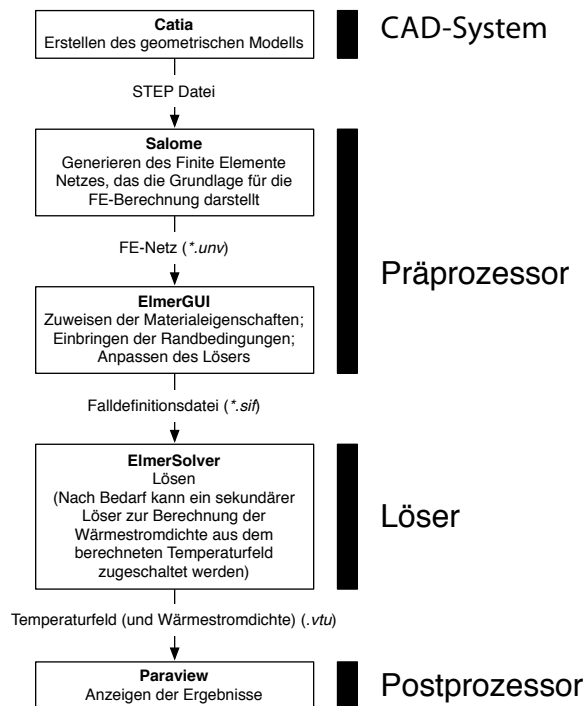 Catia
Erstellen des geometrischen Modells
CAD-System
STEP Datei
Salome
Generieren des Finite Elemente
Netzes, das die Grundlage für die
FE-Berechnung darstellt
FE-Netz (*.unv)
Präprozessor
ElmerGUI
Zuweisen der Materialeigenschaften;
Einbringen der Randbedingungen;
Anpassen des Lösers
Falldefinitionsdatei (*.sif)
ElmerSolver
Lösen
(Nach Bedarf kann ein sekundärer
Löser zur Berechnung der
Wärmestromdichte aus dem
berechneten Temperaturfeld
zugeschaltet werden)
Löser
Temperaturfeld (und Wärmestromdichte) (.vtu)
Paraview
Anzeigen der Ergebnisse
Postprozessor